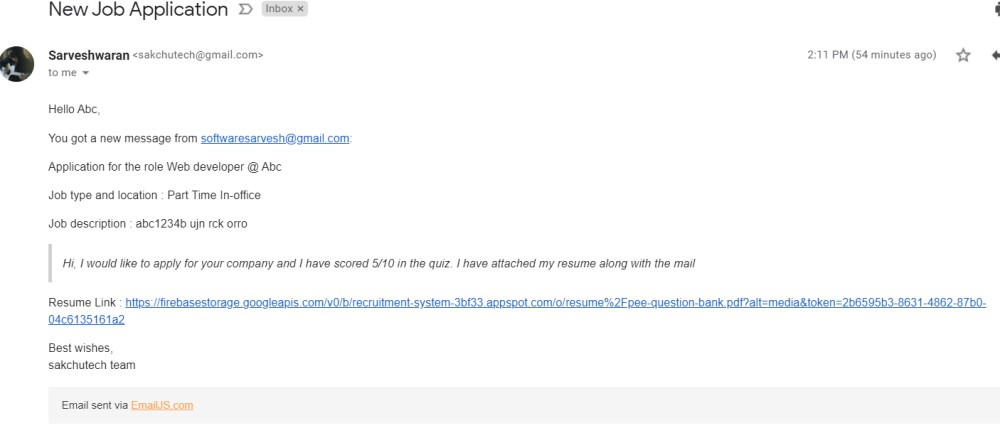 New Job Application Inbox ×
Sarveshwaran <sakchutech@gmail.com> 2:11 PM (54 minutes ago)
to me
Hello Abc,
You got a new message from softwaresarvesh@gmail.com:
Application for the role Web developer @ Abc
Job type and location : Part Time In-office
Job description : abc1234b ujn rck orro
Hi, I would like to apply for your company and I have scored 5/10 in the quiz. I have attached my resume along with the mail
Resume Link : https://firebasestorage.googleapis.com/v0/b/recruitment-system-3bf33.appspot.com/o/resume%2Fpee-question-bank.pdf?alt=media&token=2b6595b3-8631-4862-87b0-
04c6135161a2
Best wishes,
sakchutech team
Email sent via EmailJS.com